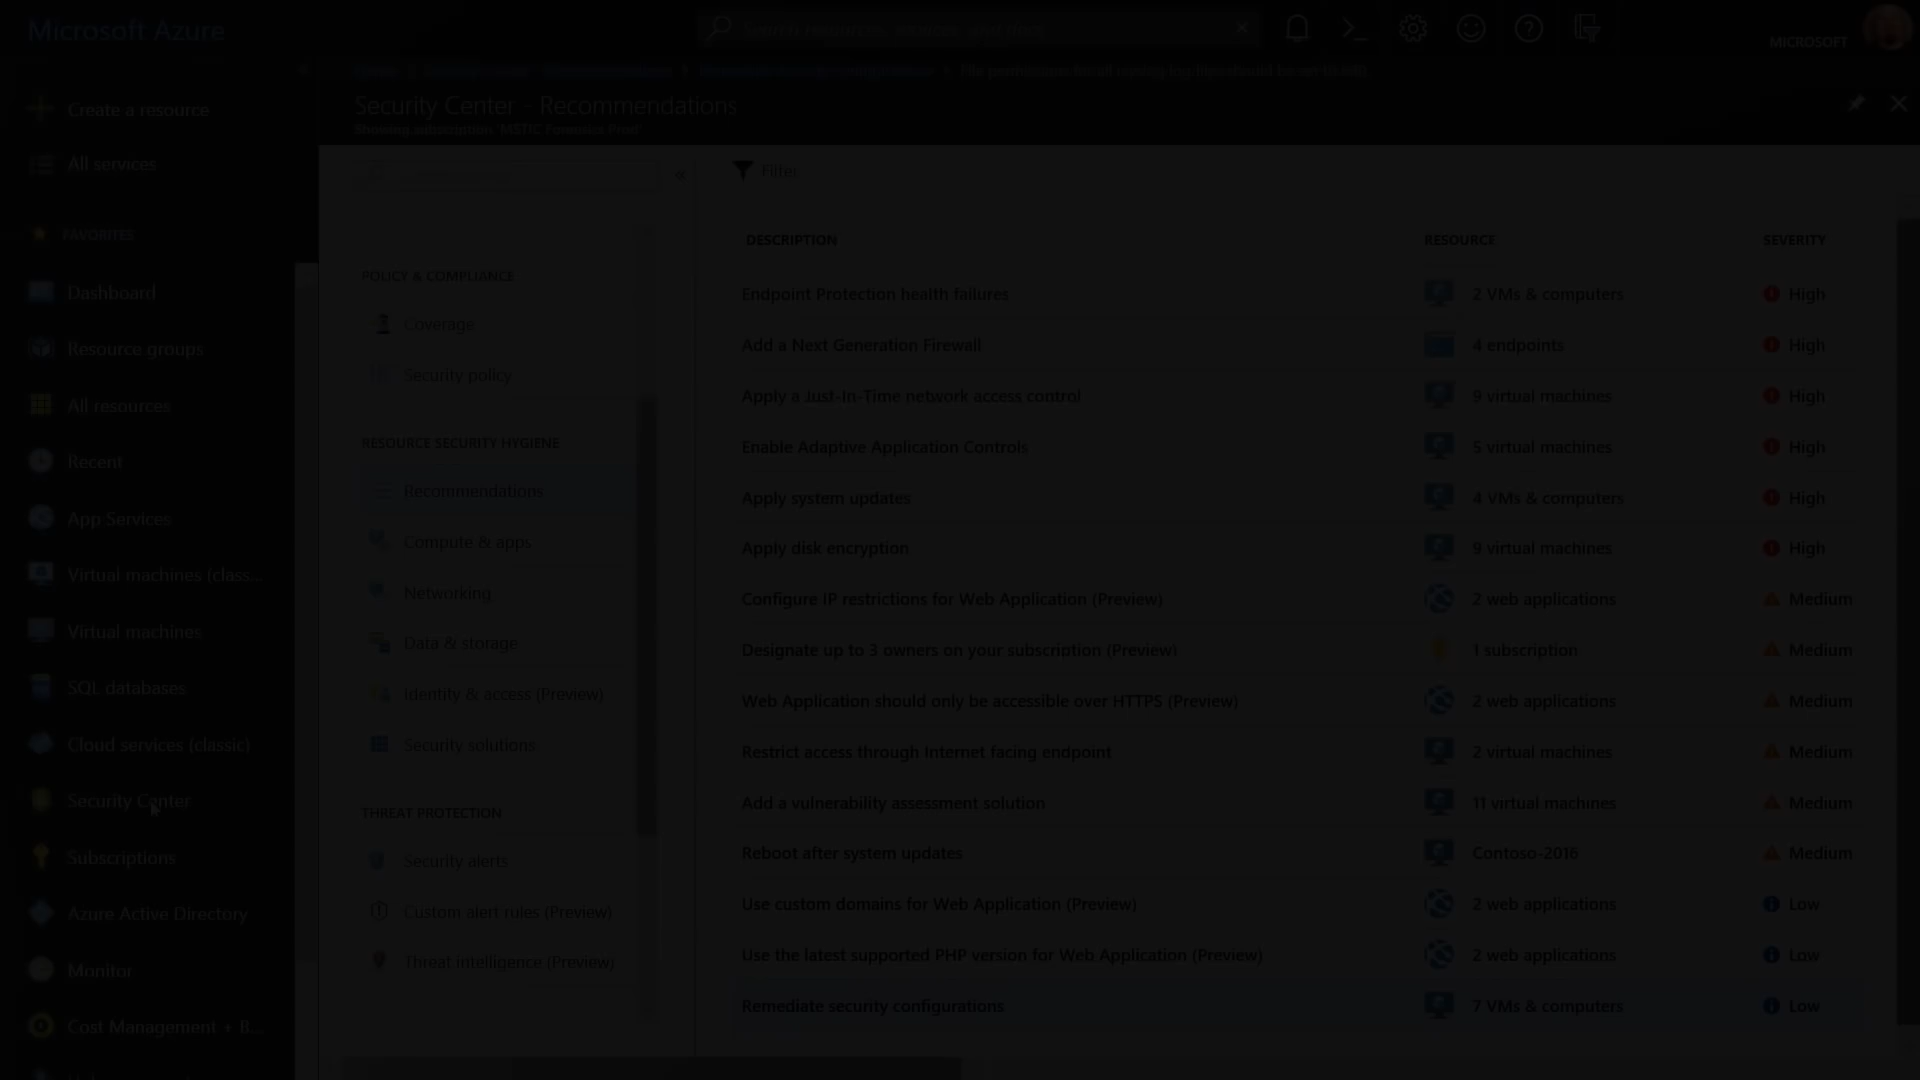 Microsoft Azure
MICROSOFT
Create a resource
All services
FAVORITES
Dashboard
Resource groups
All resources
Recent
App Services
Virtual machines (class...
Virtual machines
SQL databases
Cloud services (classic)
Security Center
Subscriptions
Azure Active Directory
Monitor
Cost Management + B...
Security Center - Recommendations
Showing subscription 'MSTIC Forensics Prod'
POLICY & COMPLIANCE
Coverage
Security policy
RESOURCE SECURITY HYGIENE
Recommendations
Compute & apps
Networking
Data & storage
Identity & access (Preview)
Security solutions
THREAT PROTECTION
Security alerts
Custom alert rules (Preview)
Threat intelligence (Preview)
Filter
DESCRIPTION RESOURCE SEVERITY
Endpoint Protection health failures 2 VMs & computers High
Add a Next Generation Firewall 4 endpoints High
Apply a Just-In-Time network access control 9 virtual machines High
Enable Adaptive Application Controls 5 virtual machines High
Apply system updates 4 VMs & computers High
Apply disk encryption 9 virtual machines High
Configure IP restrictions for Web Application (Preview) 2 web applications Medium
Designate up to 3 owners on your subscription (Preview) 1 subscription Medium
Web Application should only be accessible over HTTPS (Preview) 2 web applications Medium
Restrict access through Internet facing endpoint 2 virtual machines Medium
Add a vulnerability assessment solution 11 virtual machines Medium
Reboot after system updates Contoso-2016 Medium
Use custom domains for Web Application (Preview) 2 web applications Low
Use the latest supported PHP version for Web Application (Preview) 2 web applications Low
Remediate security configurations 7 VMs & computers Low